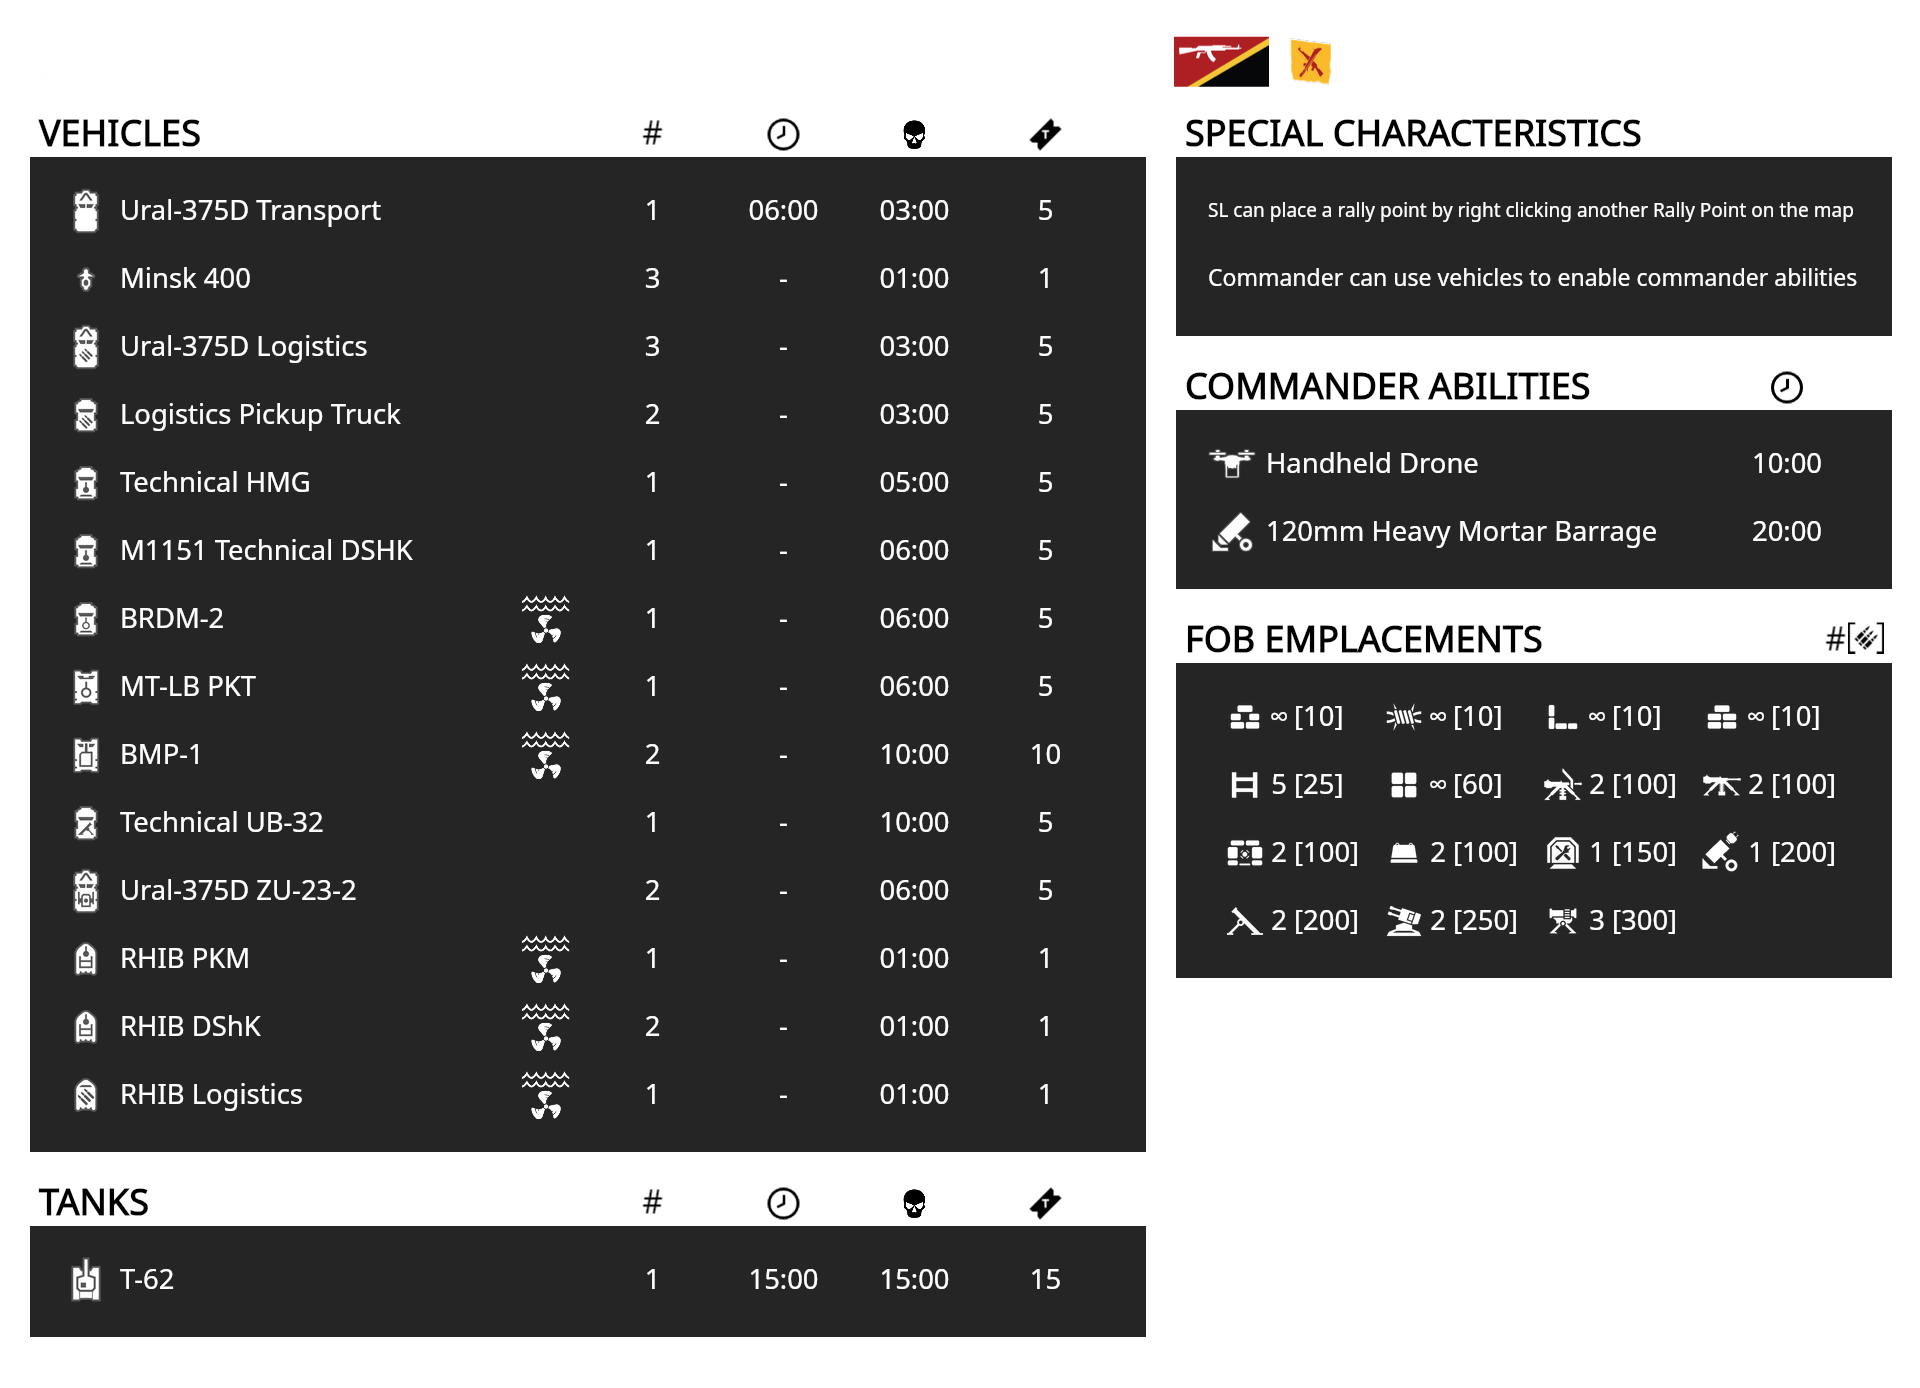 VEHICLES #
Ural-375D Transport 1 06:00 03:00 5
Minsk 400 3 - 01:00 1
Ural-375D Logistics 3 - 03:00 5
Logistics Pickup Truck 2 - 03:00 5
Technical HMG 1 - 05:00 5
M1151 Technical DSHK 1 - 06:00 5
BRDM-2 1 - 06:00 5
MT-LB PKT 1 - 06:00 5
BMP-1 2 - 10:00 10
Technical UB-32 1 - 10:00 5
Ural-375D ZU-23-2 2 - 06:00 5
RHIB PKM 1 - 01:00 1
RHIB DShK 2 - 01:00 1
RHIB Logistics 1 - 01:00 1
TANKS #
T-62 1 15:00 15:00 15
SPECIAL CHARACTERISTICS
SL can place a rally point by right clicking another Rally Point on the map
Commander can use vehicles to enable commander abilities
COMMANDER ABILITIES
Handheld Drone 10:00
120mm Heavy Mortar Barrage 20:00
FOB EMPLACEMENTS #[]
∞ [10] ∞ [10] ∞ [10] ∞ [10]
5 [25] ∞ [60] 2 [100] 2 [100]
2 [100] 2 [100] 1 [150] 1 [200]
2 [200] 2 [250] 3 [300]